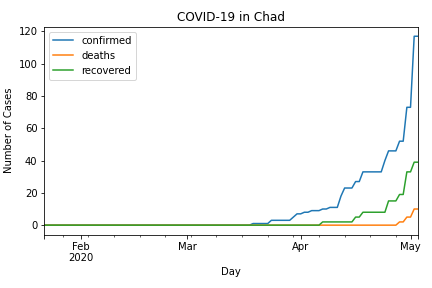 COVID-19 in Chad
confirmed
deaths
recovered
120
100
80
60
40
20
0
Number of Cases
Feb
2020
Mar
Apr
May
Day